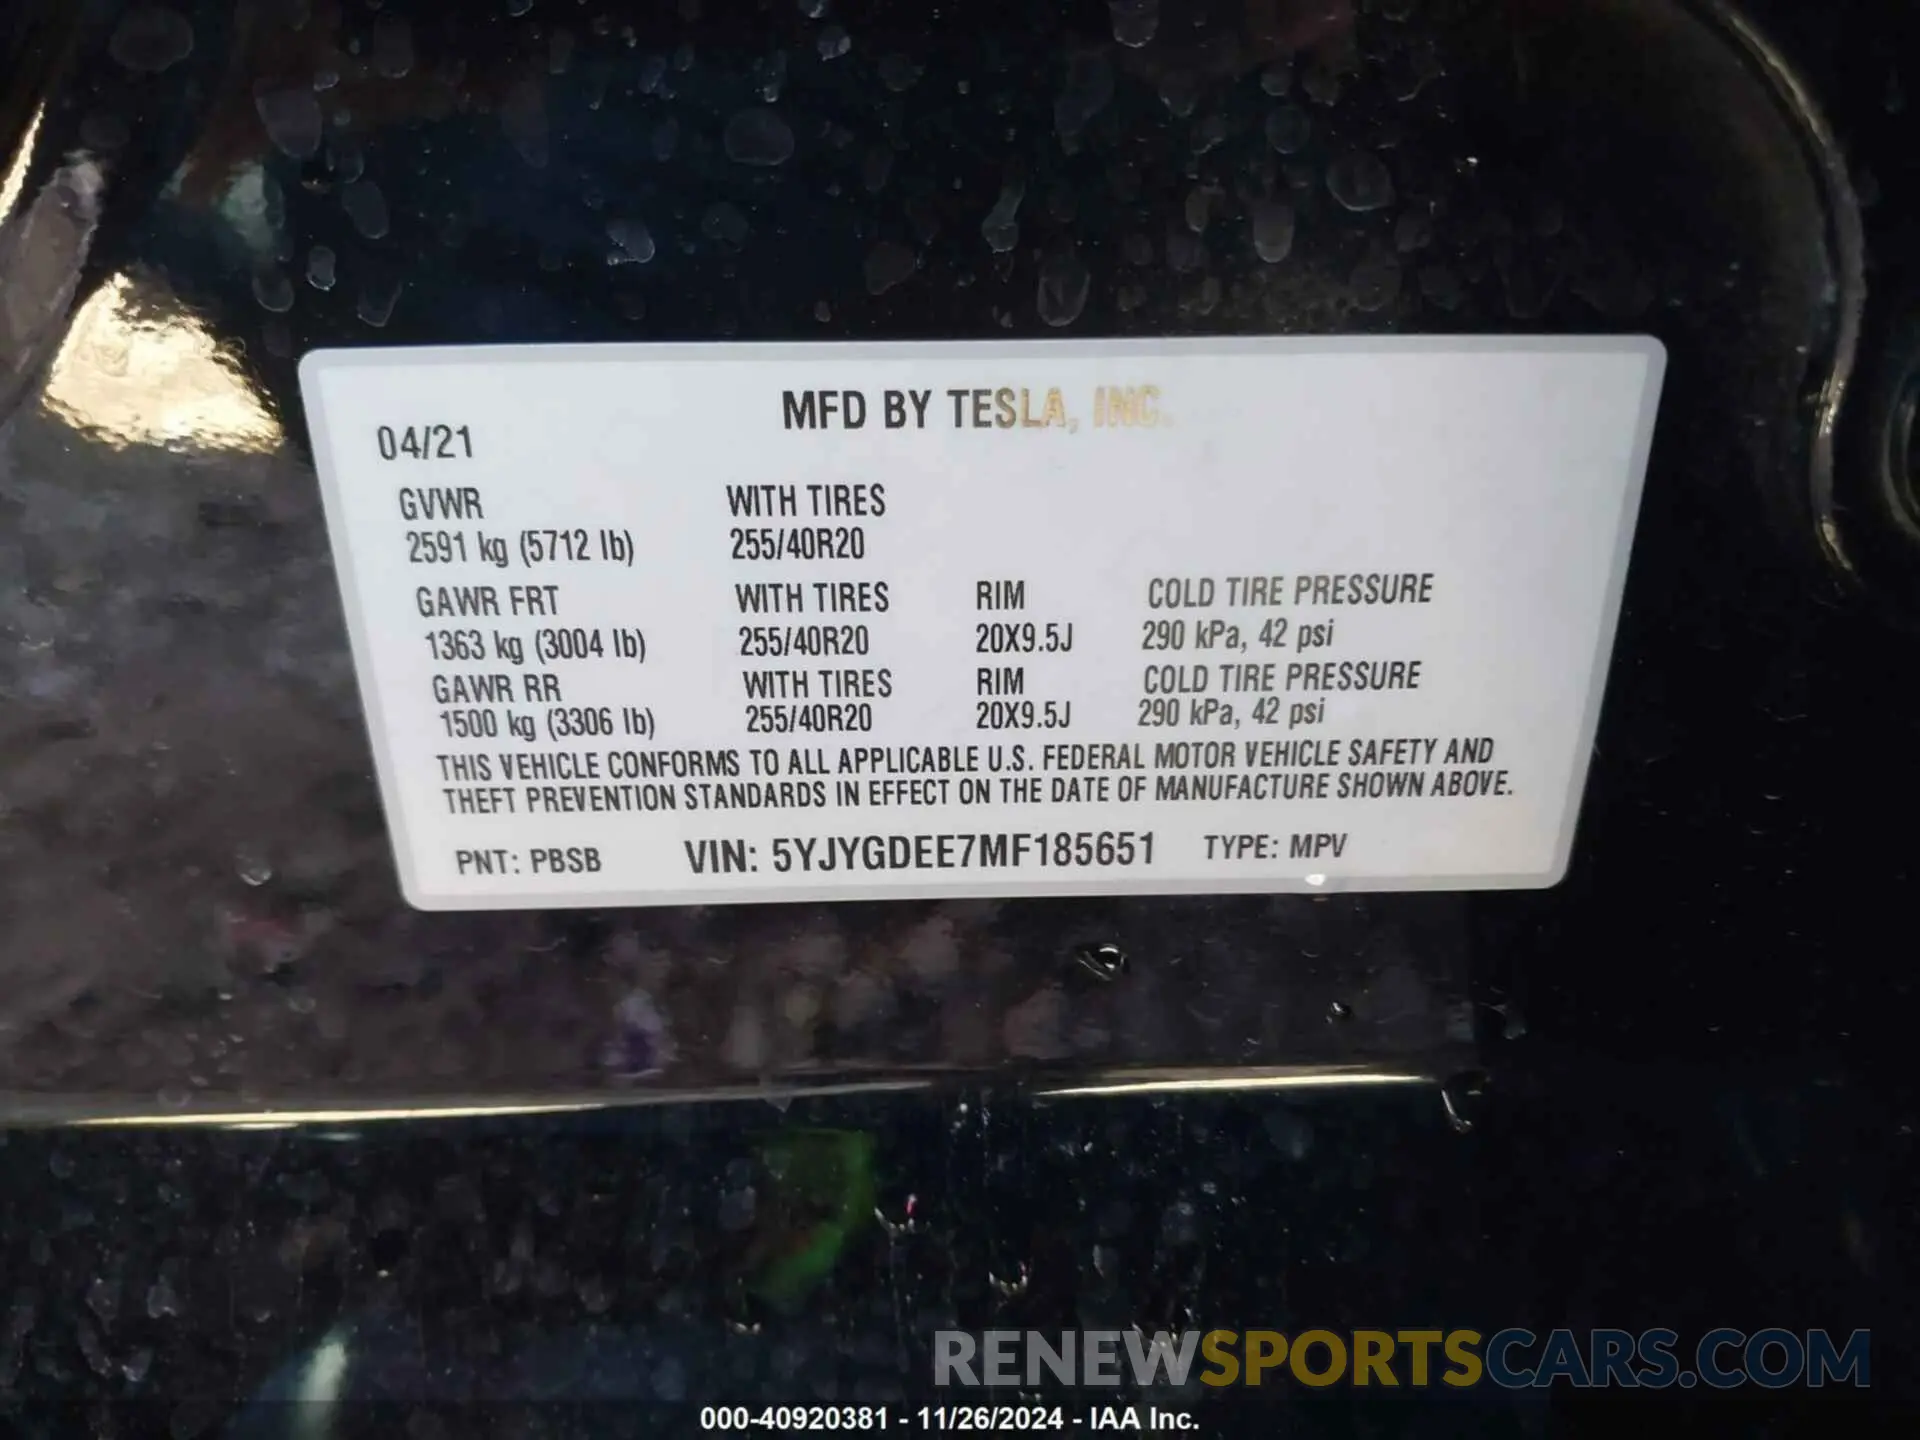 MFD BY TESLA, INC.
04/21
GVWR WITH TIRES
2591 kg (5712 lb) 255/40R20
GAWR FRT WITH TIRES RIM COLD TIRE PRESSURE
1363 kg (3004 lb) 255/40R20 20X9.5J 290 kPa, 42 psi
GAWR RR WITH TIRES RIM COLD TIRE PRESSURE
1500 kg (3306 lb) 255/40R20 20X9.5J 290 kPa, 42 psi
THIS VEHICLE CONFORMS TO ALL APPLICABLE U.S. FEDERAL MOTOR VEHICLE SAFETY AND
THEFT PREVENTION STANDARDS IN EFFECT ON THE DATE OF MANUFACTURE SHOWN ABOVE.
PNT: PBSB VIN: 5YJYGDEE7MF185651 TYPE: MPV
RENEWSPORTSCARS.COM
000-40920381 - 11/26/2024 - IAA Inc.